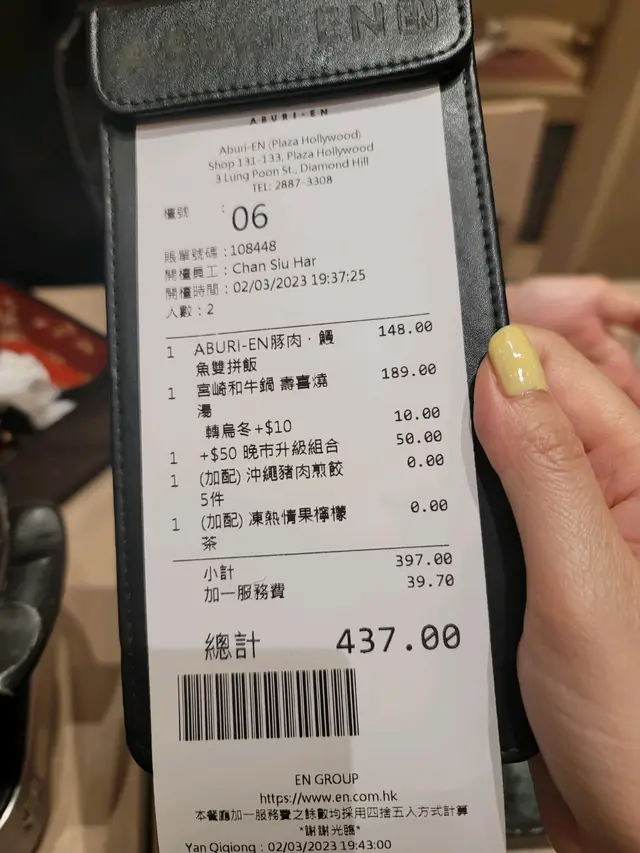 EN EN
ABURI-EN
Aburi-EN (Plaza Hollywood)
Shop 131-133, Plaza Hollywood
3 Lung Poon St., Diamond Hill
TEL: 2887-3308
檯號 : 06
賬單號碼 : 108448
開檯員工 : Chan Siu Har
開檯時間 : 02/03/2023 19:37:25
人數 : 2
1 ABURI-EN豚肉．鰻 148.00
魚雙拼飯
1 宮崎和牛鍋 壽喜燒 189.00
湯
轉烏冬+$10 10.00
1 +$50 晚市升級組合 50.00
1 (加配) 沖繩豬肉煎餃 0.00
5件
1 (加配) 凍熱情果檸檬 0.00
茶
小計 397.00
加一服務費 39.70
總計 437.00
EN GROUP
https://www.en.com.hk
本餐廳加一服務費之餘數均採用四捨五入方式計算
*謝謝光臨*
Yan Qiqiong : 02/03/2023 19:43:00